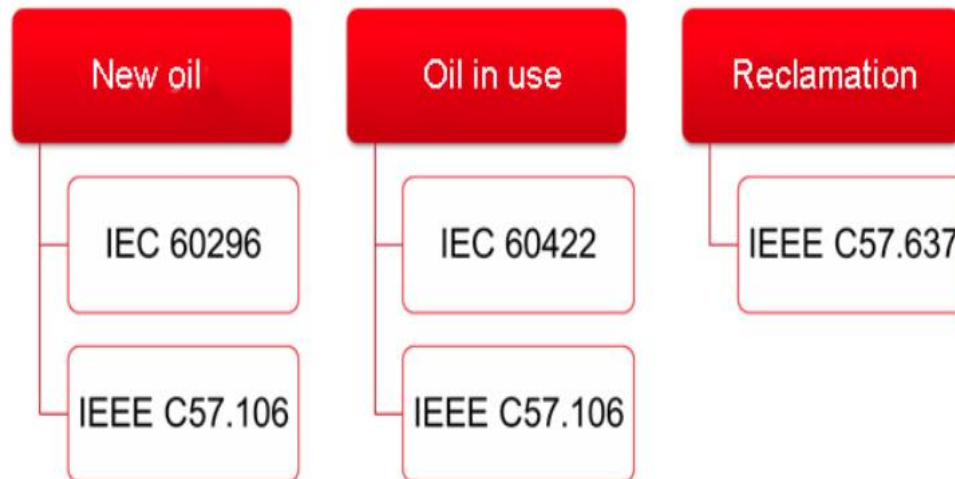 New oil
IEC 60296
IEEE C57.106
Oil in use
IEC 60422
IEEE C57.106
Reclamation
IEEE C57.637